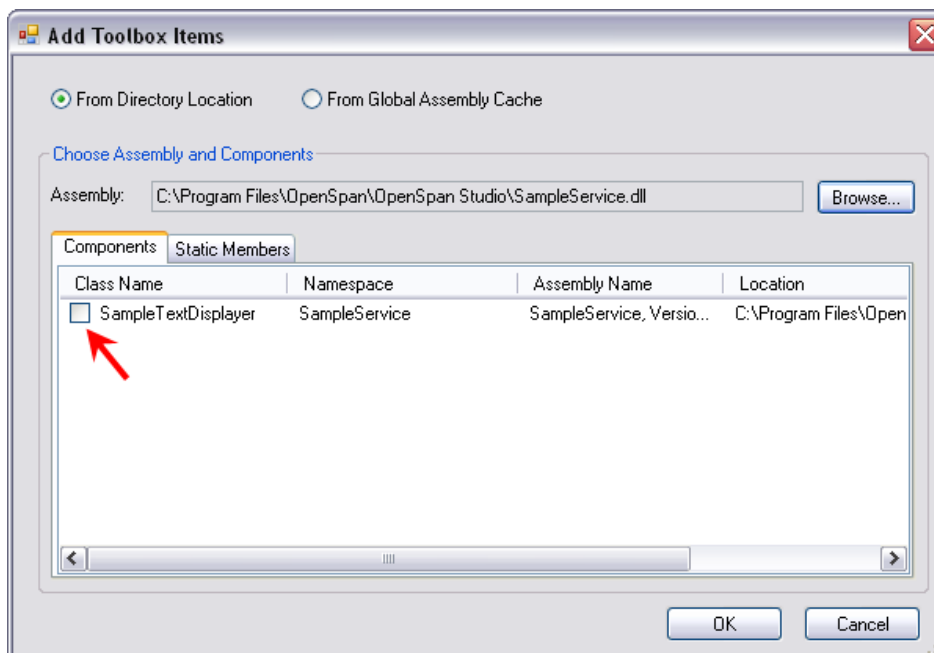 Add Toolbox Items
From Directory Location From Global Assembly Cache
Choose Assembly and Components
Assembly: C:\Program Files\OpenSpan\OpenSpan Studio\SampleService.dll Browse...
Components Static Members
Class Name Namespace Assembly Name Location
SampleTextDisplayer SampleService SampleService, Versio... C:\Program Files\Open
OK Cancel